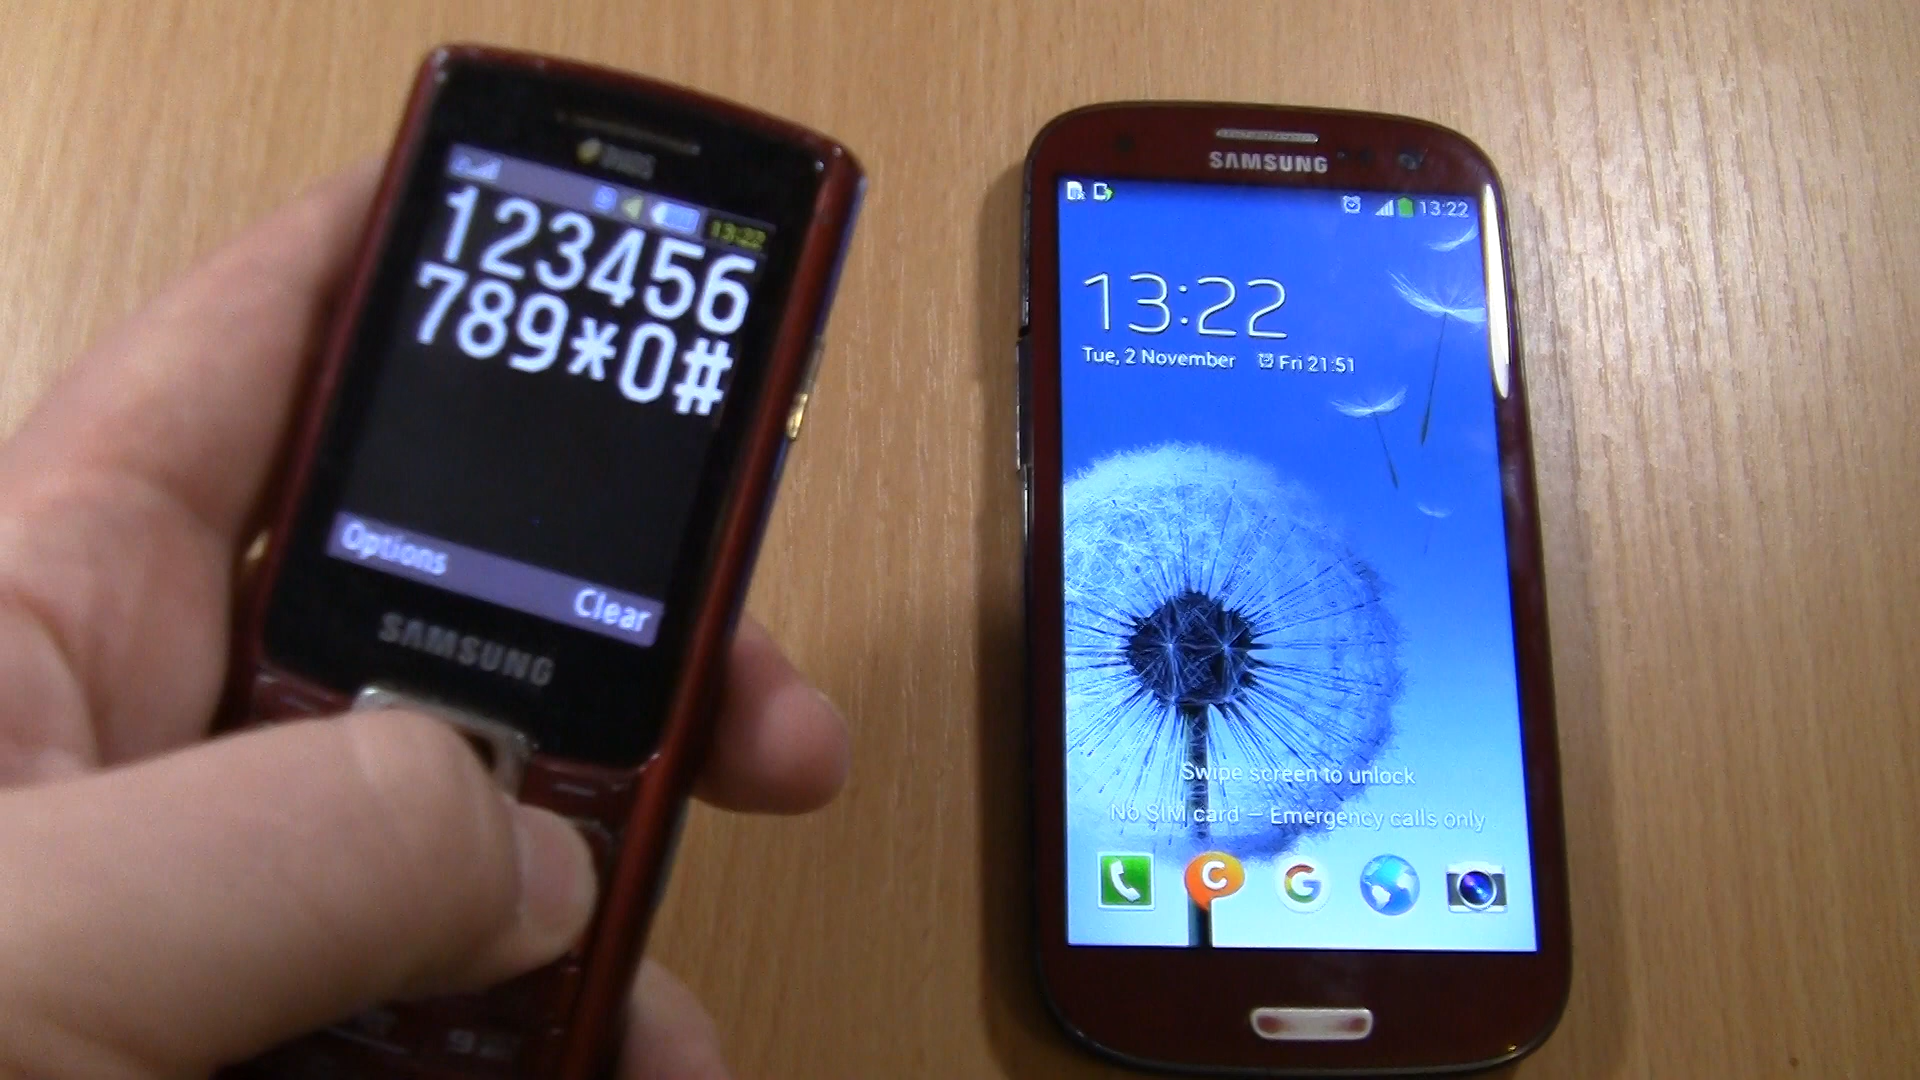 DUOS
13:22
123456
789*0#
Options
Clear
SAMSUNG
SAMSUNG
13:22
13:22
Tue, 2 November Fri 21:51
Swipe screen to unlock
No SIM card – Emergency calls only
C
G